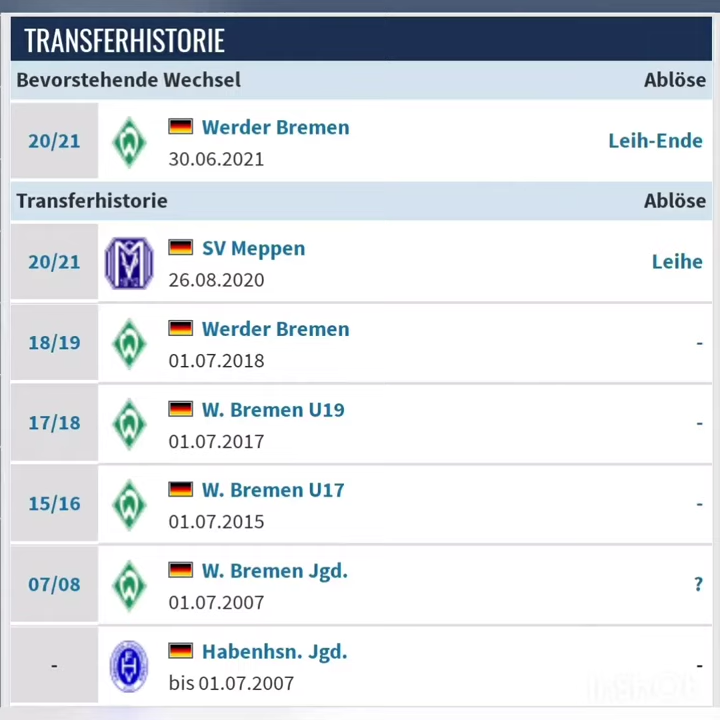 TRANSFERHISTORIE
Bevorstehende Wechsel Ablöse
20/21 Werder Bremen Leih-Ende
30.06.2021
Transferhistorie Ablöse
20/21 SV Meppen Leihe
26.08.2020
18/19 Werder Bremen -
01.07.2018
17/18 W. Bremen U19 -
01.07.2017
15/16 W. Bremen U17 -
01.07.2015
07/08 W. Bremen Jgd. ?
01.07.2007
- Habenhsn. Jgd. -
bis 01.07.2007